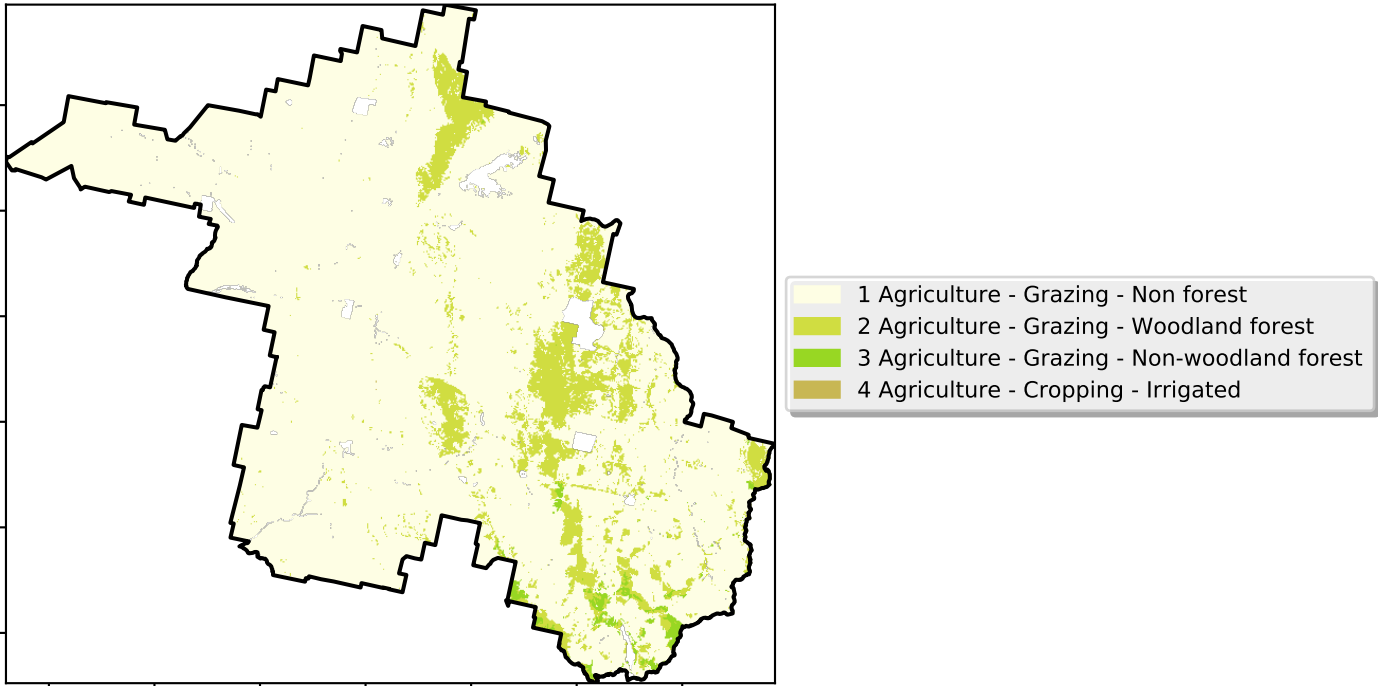 1 Agriculture - Grazing - Non forest
2 Agriculture - Grazing - Woodland forest
3 Agriculture - Grazing - Non-woodland forest
4 Agriculture - Cropping - Irrigated